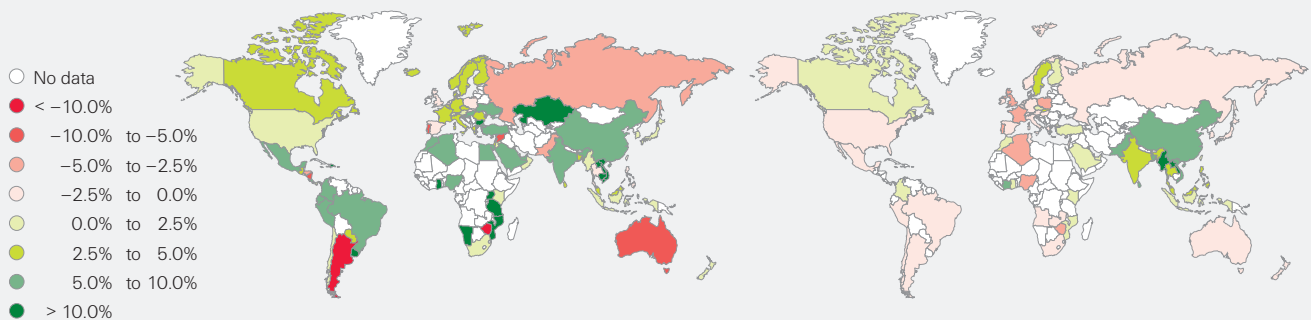 No data
< −10.0%
−10.0% to −5.0%
−5.0% to −2.5%
−2.5% to 0.0%
0.0% to 2.5%
2.5% to 5.0%
5.0% to 10.0%
> 10.0%